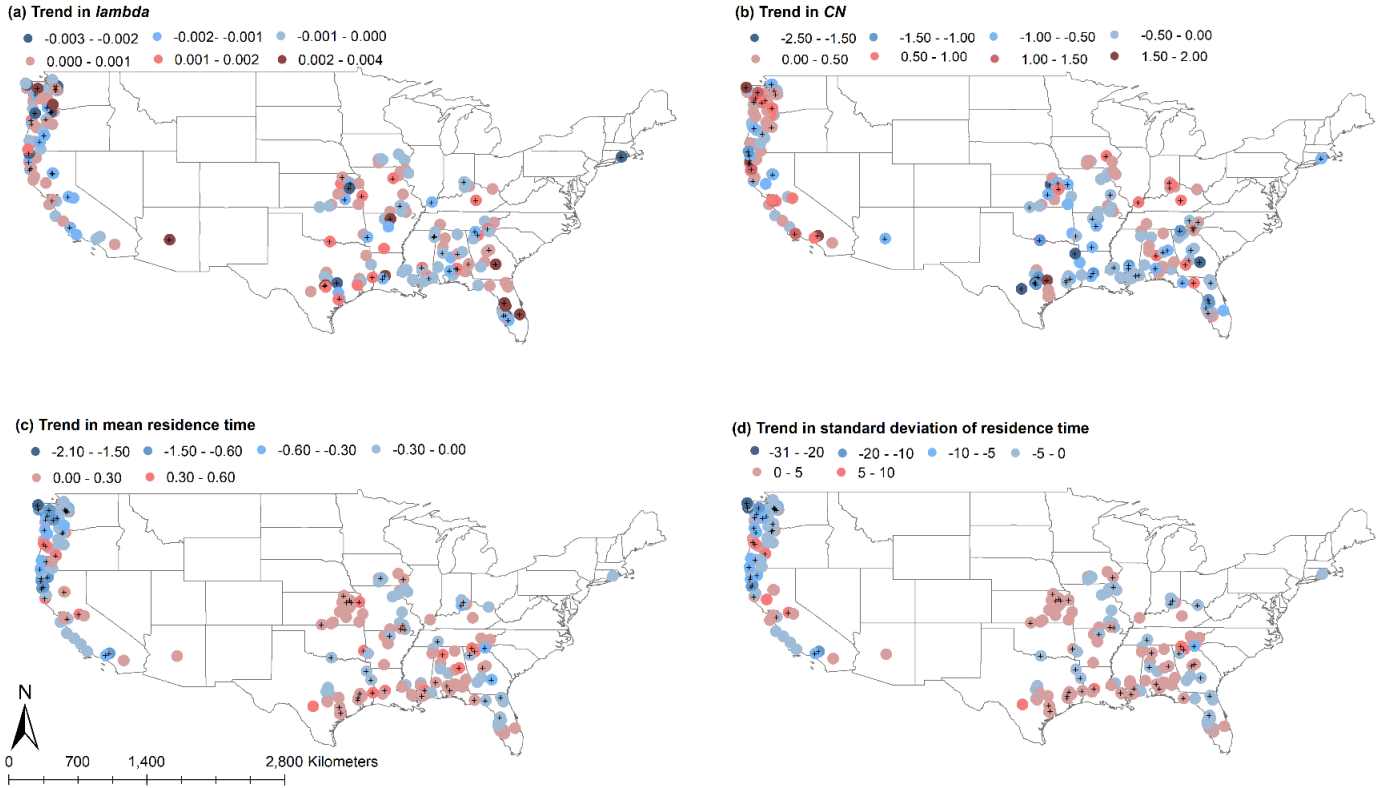 (a) Trend in lambda
-0.003 - -0.002 -0.002- -0.001 -0.001 - 0.000
0.000 - 0.001 0.001 - 0.002 0.002 - 0.004
(b) Trend in CN
-2.50 - -1.50 -1.50 - -1.00 -1.00 - -0.50 -0.50 - 0.00
0.00 - 0.50 0.50 - 1.00 1.00 - 1.50 1.50 - 2.00
(c) Trend in mean residence time
-2.10 - -1.50 -1.50 - -0.60 -0.60 - -0.30 -0.30 - 0.00
0.00 - 0.30 0.30 - 0.60
(d) Trend in standard deviation of residence time
-31 - -20 -20 - -10 -10 - -5 -5 - 0
0 - 5 5 - 10
N
0 700 1,400 2,800 Kilometers